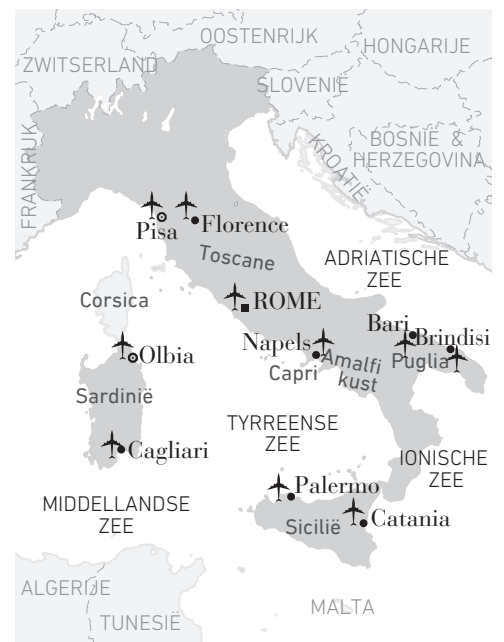 OOSTENRIJK
HONGARIJE
ZWITSERLAND
SLOVENIË
FRANKRIJK
KROATIË
BOSNIË &
HERZEGOVINA
Pisa
Florence
Toscane
ADRIATISCHE
ZEE
Corsica
ROME
Bari
Brindisi
Napels
Puglia
Olbia
Capri
Amalfi
kust
Sardinië
TYRREENSE
ZEE
Cagliari
IONISCHE
ZEE
Palermo
MIDDELLANDSE
ZEE
Sicilië
Catania
ALGERIJE
MALTA
TUNESIË